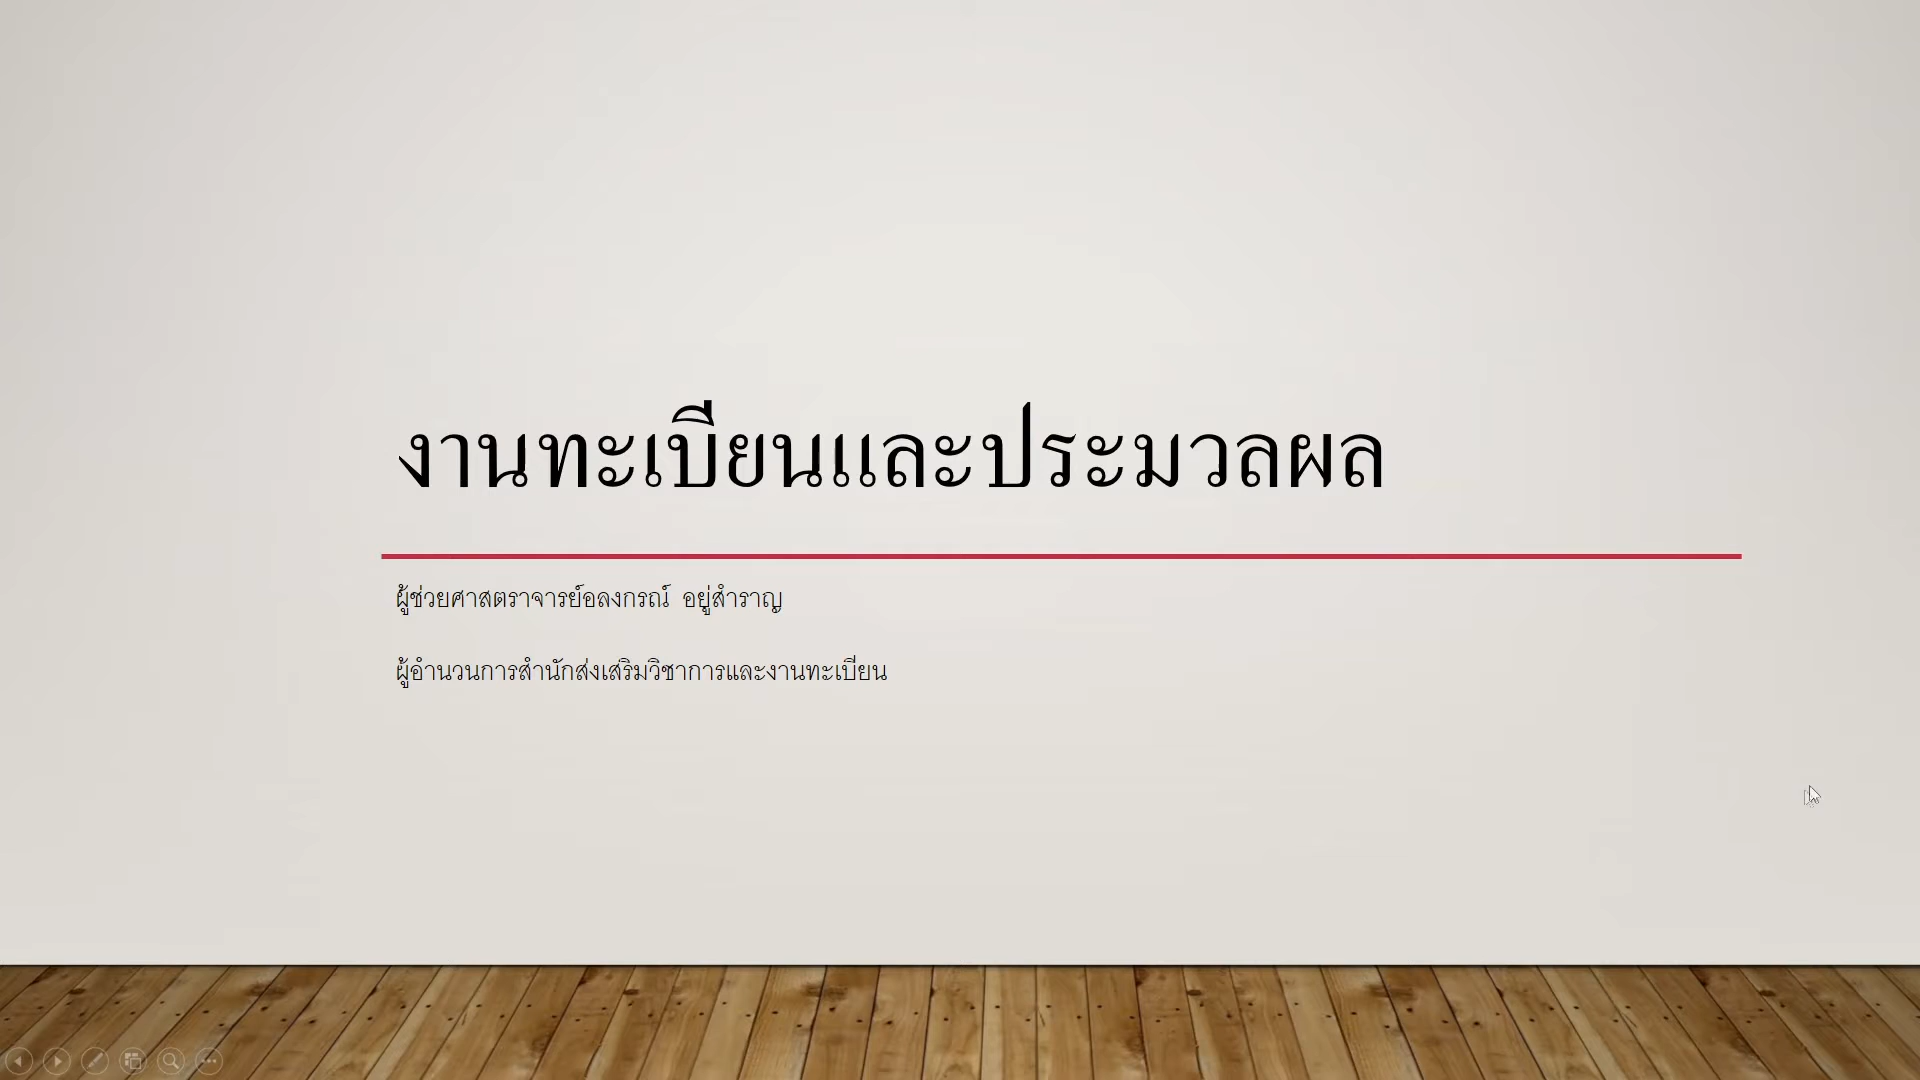 งานทะเบียนและประมวลผล
ผู้ช่วยศาสตราจารย์อลงกรณ์ อยู่สำราญ
ผู้อำนวนการสำนักส่งเสริมวิชาการและงานทะเบียน